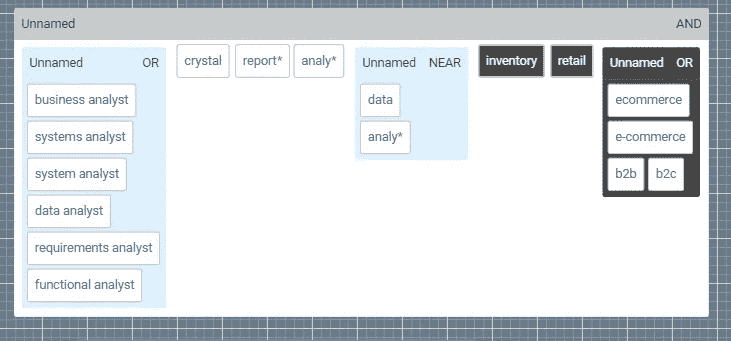 Unnamed AND
Unnamed OR
business analyst
systems analyst
system analyst
data analyst
requirements analyst
functional analyst
crystal report* analy*
Unnamed NEAR
data
analy*
inventory retail
Unnamed OR
ecommerce
e-commerce
b2b b2c